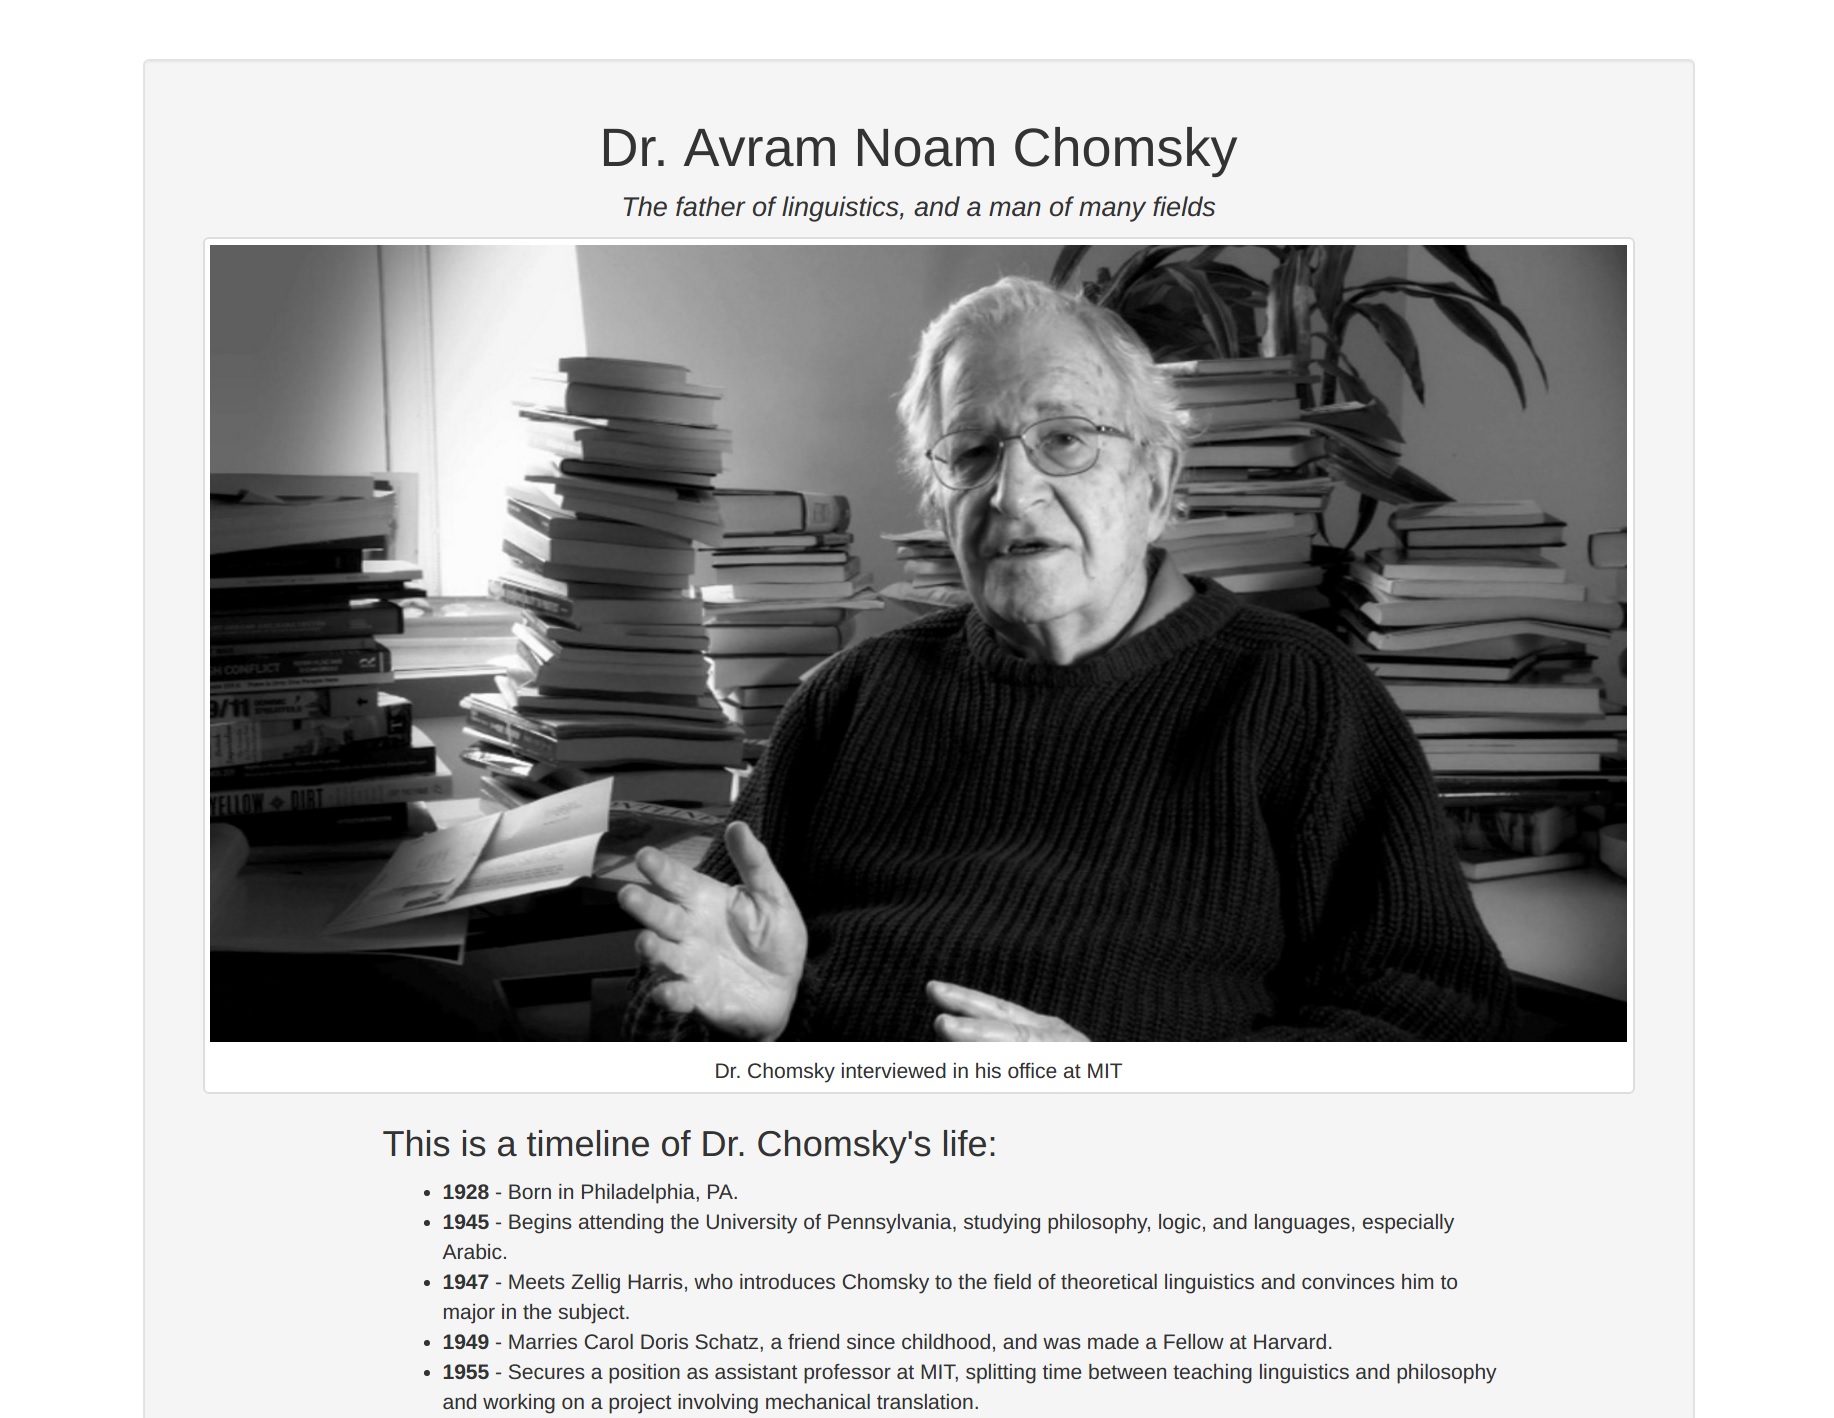 Dr. Avram Noam Chomsky
The father of linguistics, and a man of many fields
H CONFLICT
9/11
YELLOW DIRT
Dr. Chomsky interviewed in his office at MIT
This is a timeline of Dr. Chomsky's life:
• 1928 - Born in Philadelphia, PA.
• 1945 - Begins attending the University of Pennsylvania, studying philosophy, logic, and languages, especially
Arabic.
• 1947 - Meets Zellig Harris, who introduces Chomsky to the field of theoretical linguistics and convinces him to
major in the subject.
• 1949 - Marries Carol Doris Schatz, a friend since childhood, and was made a Fellow at Harvard.
• 1955 - Secures a position as assistant professor at MIT, splitting time between teaching linguistics and philosophy
and working on a project involving mechanical translation.